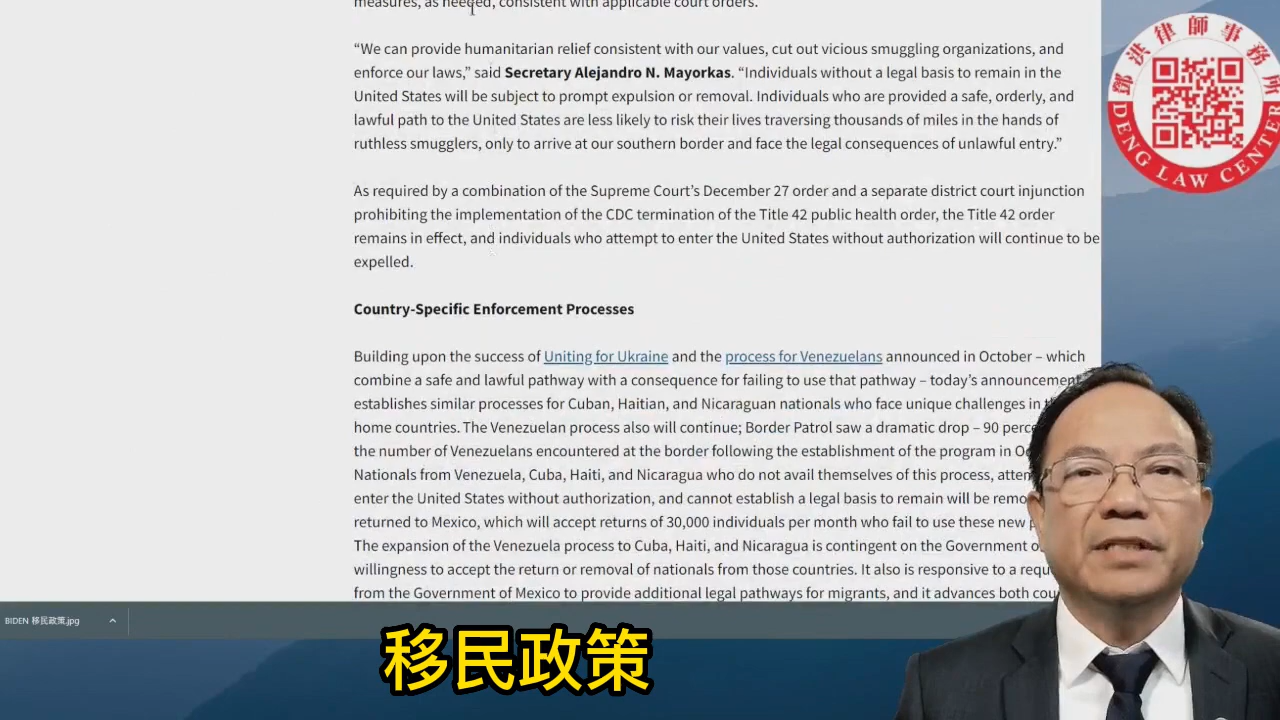 measures, as needed, consistent with applicable court orders.
“We can provide humanitarian relief consistent with our values, cut out vicious smuggling organizations, and
enforce our laws,” said Secretary Alejandro N. Mayorkas. “Individuals without a legal basis to remain in the
United States will be subject to prompt expulsion or removal. Individuals who are provided a safe, orderly, and
lawful path to the United States are less likely to risk their lives traversing thousands of miles in the hands of
ruthless smugglers, only to arrive at our southern border and face the legal consequences of unlawful entry.”
As required by a combination of the Supreme Court’s December 27 order and a separate district court injunction
prohibiting the implementation of the CDC termination of the Title 42 public health order, the Title 42 order
remains in effect, and individuals who attempt to enter the United States without authorization will continue to be
expelled.
Country-Specific Enforcement Processes
Building upon the success of Uniting for Ukraine and the process for Venezuelans announced in October – which
combine a safe and lawful pathway with a consequence for failing to use that pathway – today’s announcement
establishes similar processes for Cuban, Haitian, and Nicaraguan nationals who face unique challenges in
home countries. The Venezuelan process also will continue; Border Patrol saw a dramatic drop – 90
the number of Venezuelans encountered at the border following the establishment of the program in
Nationals from Venezuela, Cuba, Haiti, and Nicaragua who do not avail themselves of this process,
enter the United States without authorization, and cannot establish a legal basis to remain will be
returned to Mexico, which will accept returns of 30,000 individuals per month who fail to use these new
The expansion of the Venezuela process to Cuba, Haiti, and Nicaragua is contingent on the Government
willingness to accept the return or removal of nationals from those countries. It also is responsive to a
from the Government of Mexico to provide additional legal pathways for migrants, and it advances both
鄧洪律師事務所
DENG LAW CENTER
BIDEN 移民政策.jpg
移民政策